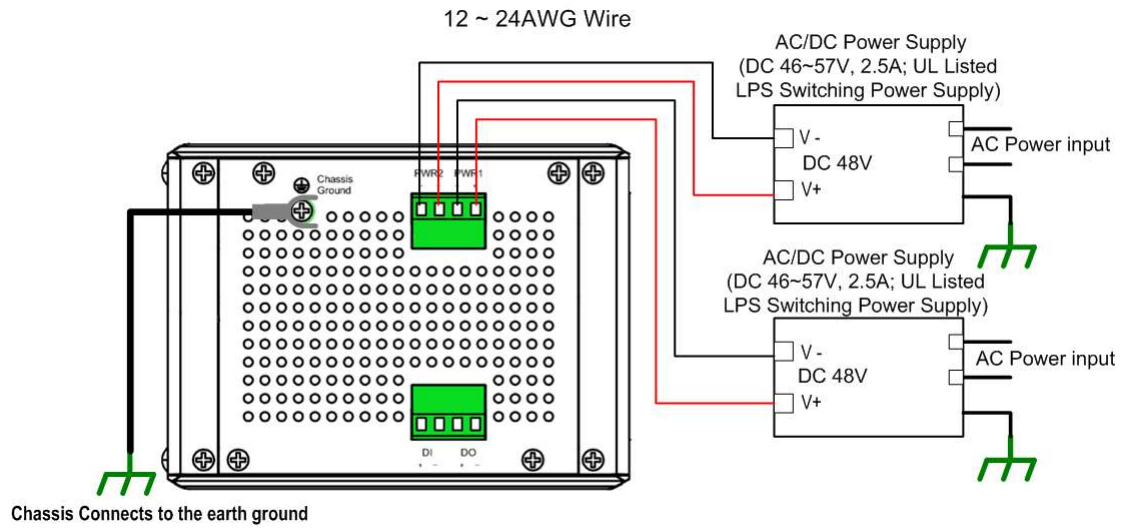 12 ~ 24AWG Wire
AC/DC Power Supply
(DC 46~57V, 2.5A; UL Listed
LPS Switching Power Supply)
V -
DC 48V
V+
AC Power input
Chassis
Ground
PWR2 PWR1
AC/DC Power Supply
(DC 46~57V, 2.5A; UL Listed
LPS Switching Power Supply)
V -
DC 48V
V+
AC Power input
DI DO
+ - + -
Chassis Connects to the earth ground